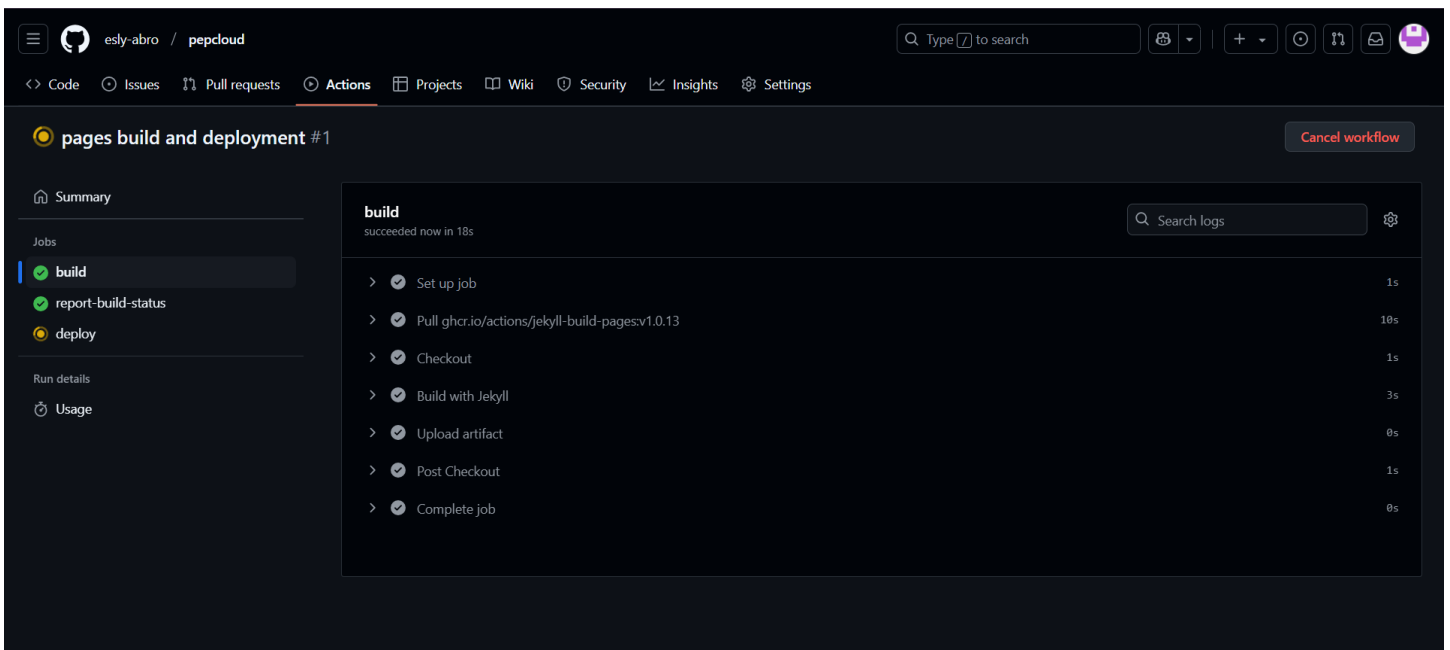 esly-abro / pepcloud
Type / to search
Code Issues Pull requests Actions Projects Wiki Security Insights Settings
pages build and deployment #1
Cancel workflow
Summary
Jobs
build
report-build-status
deploy
Run details
Usage
build
succeeded now in 18s
Search logs
Set up job 1s
Pull ghcr.io/actions/jekyll-build-pages:v1.0.13 10s
Checkout 1s
Build with Jekyll 3s
Upload artifact 0s
Post Checkout 1s
Complete job 0s